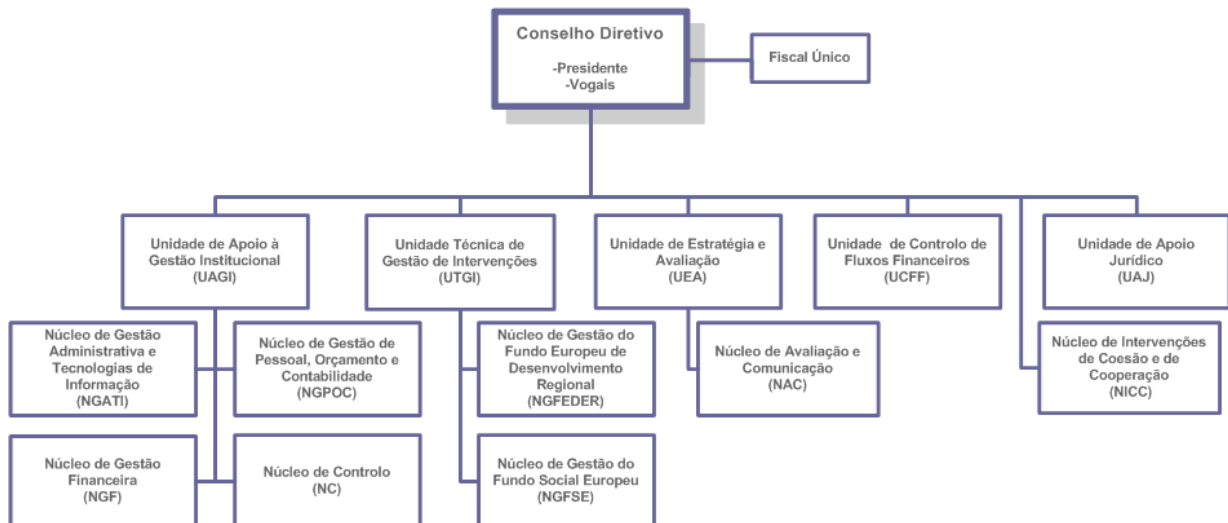 Conselho Diretivo
-Presidente
-Vogais
Fiscal Único
Unidade de Apoio à
Gestão Institucional
(UAGI)
Unidade Técnica de
Gestão de Intervenções
(UTGI)
Unidade de Estratégia e
Avaliação
(UEA)
Unidade de Controlo de
Fluxos Financeiros
(UCFF)
Unidade de Apoio
Jurídico
(UAJ)
Núcleo de Gestão
Administrativa e
Tecnologias de
Informação
(NGATI)
Núcleo de Gestão de
Pessoal, Orçamento e
Contabilidade
(NGPOC)
Núcleo de Gestão do
Fundo Europeu de
Desenvolvimento
Regional
(NGFEDER)
Núcleo de Avaliação e
Comunicação
(NAC)
Núcleo de Intervenções
de Coesão e de
Cooperação
(NICC)
Núcleo de Gestão
Financeira
(NGF)
Núcleo de Controlo
(NC)
Núcleo de Gestão do
Fundo Social Europeu
(NGFSE)